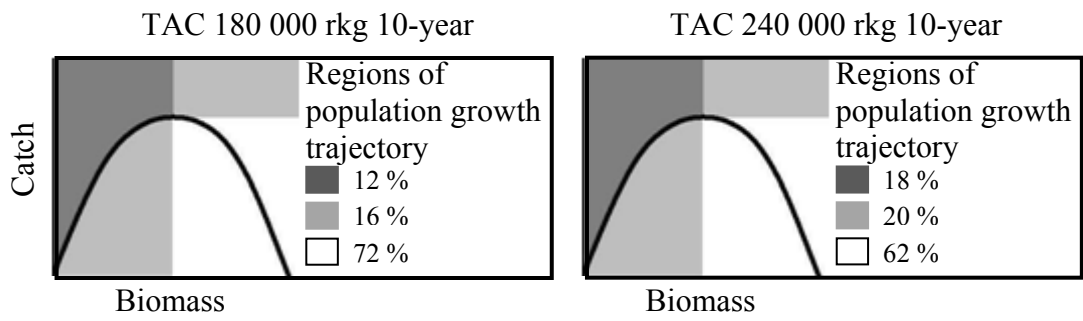 TAC 180 000 rkg 10-year
Catch
Regions of
population growth
trajectory
12 %
16 %
72 %
Biomass
TAC 240 000 rkg 10-year
Regions of
population growth
trajectory
18 %
20 %
62 %
Biomass